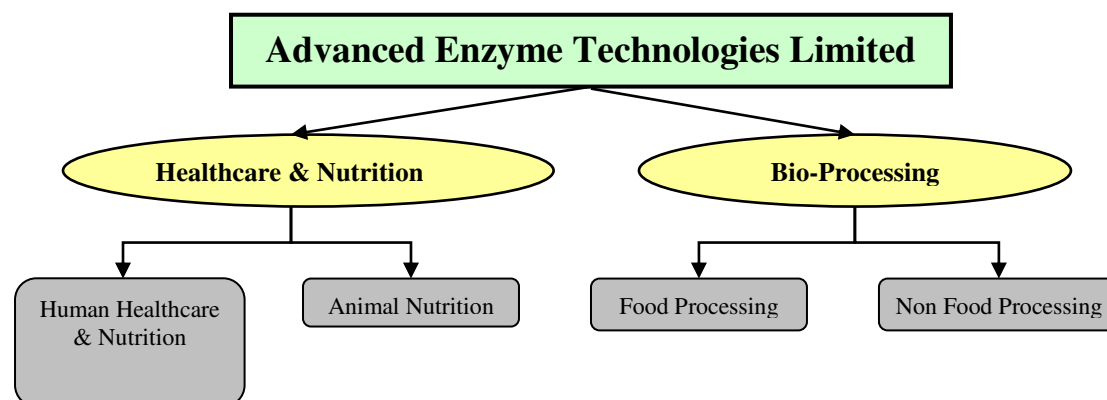 Advanced Enzyme Technologies Limited
Healthcare & Nutrition
Bio-Processing
Human Healthcare
& Nutrition
Animal Nutrition
Food Processing
Non Food Processing